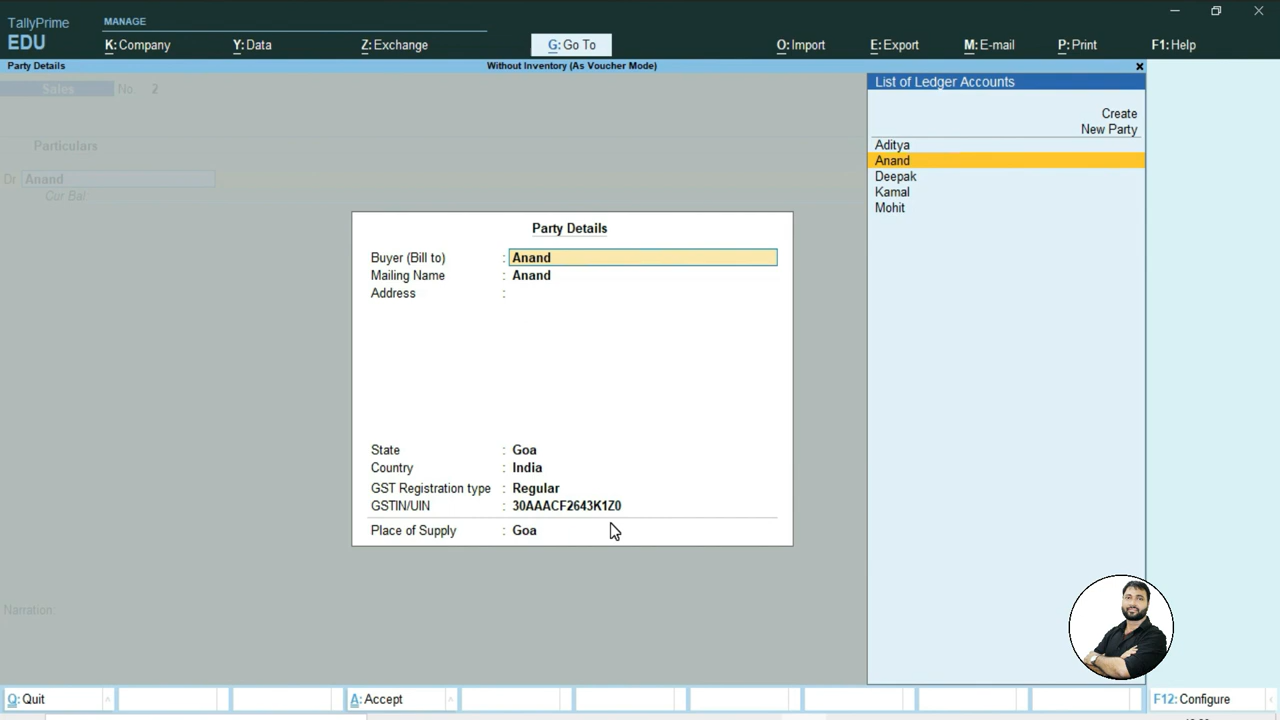 TallyPrime
EDU
MANAGE
K: Company
Y: Data
Z: Exchange
G: Go To
O: Import
E: Export
M: E-mail
P: Print
F1: Help
Party Details
Without Inventory (As Voucher Mode)
Sales No. 2
Particulars
Dr Anand
Cur Bal:
Party Details
Buyer (Bill to) : Anand
Mailing Name : Anand
Address :
State : Goa
Country : India
GST Registration type : Regular
GSTIN/UIN : 30AAACF2643K1Z0
Place of Supply : Goa
Narration:
List of Ledger Accounts
Create
New Party
Aditya
Anand
Deepak
Kamal
Mohit
Q: Quit
A: Accept
F12: Configure